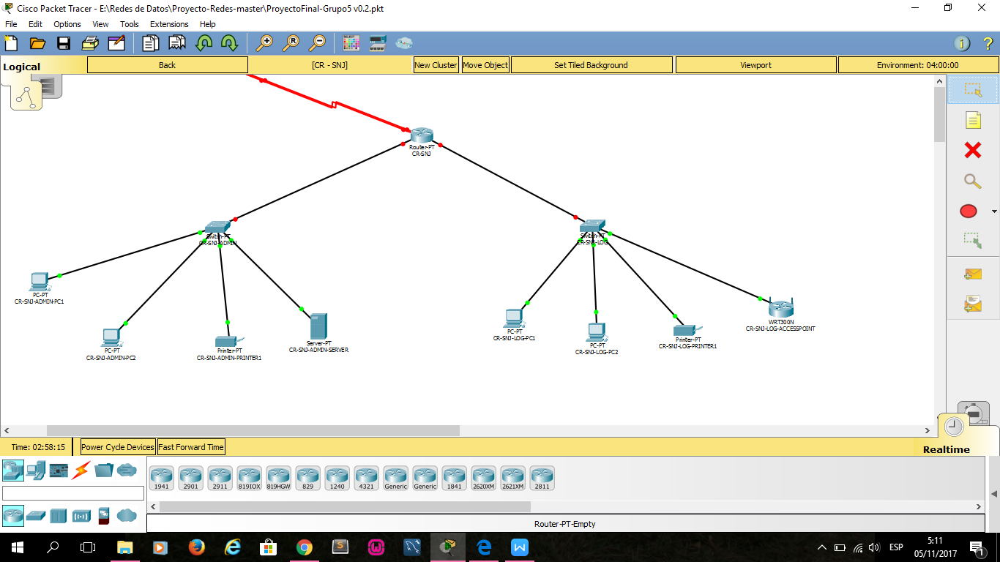 Cisco Packet Tracer - E:\Redes de Datos\Proyecto-Redes-master\ProyectoFinal-Grupo5 v0.2.pkt
File Edit Options View Tools Extensions Help
Logical
Back
[CR - SNJ]
New Cluster
Move Object
Set Tiled Background
Viewport
Environment: 04:00:00
Router-PT
CR-SNJ
Switch-PT
CR-SNJ-ADMIN
Switch-PT
CR-SNJ-LOG
PC-PT
CR-SNJ-ADMIN-PC1
PC-PT
CR-SNJ-ADMIN-PC2
Printer-PT
CR-SNJ-ADMIN-PRINTER1
Server-PT
CR-SNJ-ADMIN-SERVER
PC-PT
CR-SNJ-LOG-PC1
PC-PT
CR-SNJ-LOG-PC2
Printer-PT
CR-SNJ-LOG-PRINTER1
WRT300N
CR-SNJ-LOG-ACCESSPOINT
Time: 02:58:15
Power Cycle Devices
Fast Forward Time
Realtime
1941 2901 2911 819IOX 819HGW 829 1240 4321 Generic Generic 1841 2620XM 2621XM 2811
Router-PT-Empty
ESP
5:11
05/11/2017